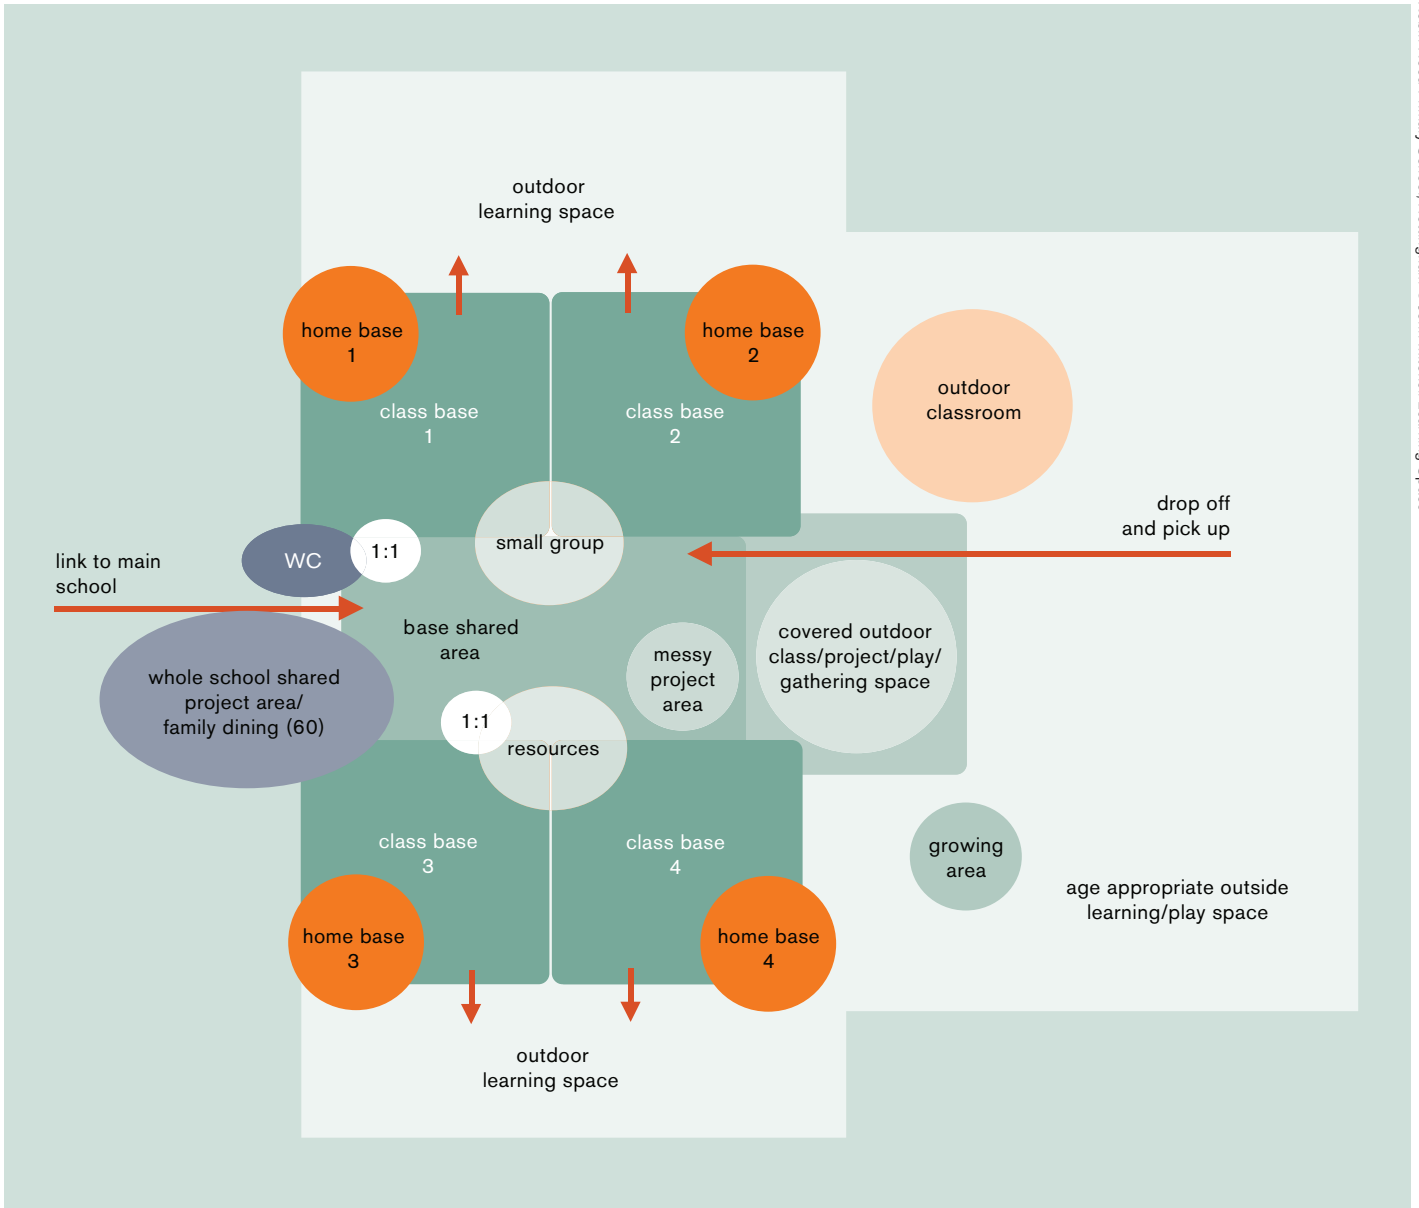 outdoor
learning space
home base
1
home base
2
class base
1
class base
2
outdoor
classroom
drop off
and pick up
small group
1:1
WC
link to main
school
base shared
area
messy
project
area
covered outdoor
class/project/play/
gathering space
whole school shared
project area/
family dining (60)
1:1
resources
class base
3
class base
4
growing
area
age appropriate outside
learning/play space
home base
3
home base
4
outdoor
learning space